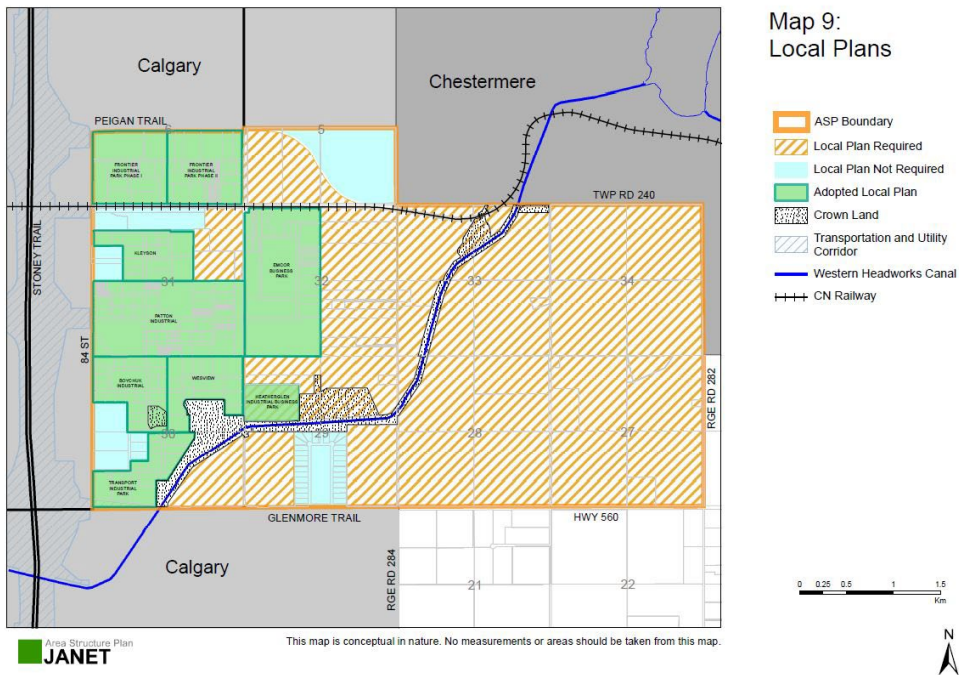 Map 9:
Local Plans
Calgary
Chestermere
PEIGAN TRAIL
6
5
ASP Boundary
Local Plan Required
Local Plan Not Required
Adopted Local Plan
Crown Land
Transportation and Utility
Corridor
Western Headworks Canal
CN Railway
FRONTIER
INDUSTRIAL
PARK PHASE I
FRONTIER
INDUSTRIAL
PARK PHASE II
TWP RD 240
STONEY TRAIL
KLEYSON
EMCOR
BUSINESS
PARK
31
32
33
34
PATTON
INDUSTRIAL
84 ST
BOYCHUK
INDUSTRIAL
WESVIEW
HEATHERGLEN
INDUSTRIAL BUSINESS
PARK
RGE RD 282
30
29
28
27
TRANSPORT
INDUSTRIAL
PARK
GLENMORE TRAIL
HWY 560
Calgary
RGE RD 284
21
22
0 0.25 0.5 1 1.5
Km
Area Structure Plan
JANET
This map is conceptual in nature. No measurements or areas should be taken from this map.
N